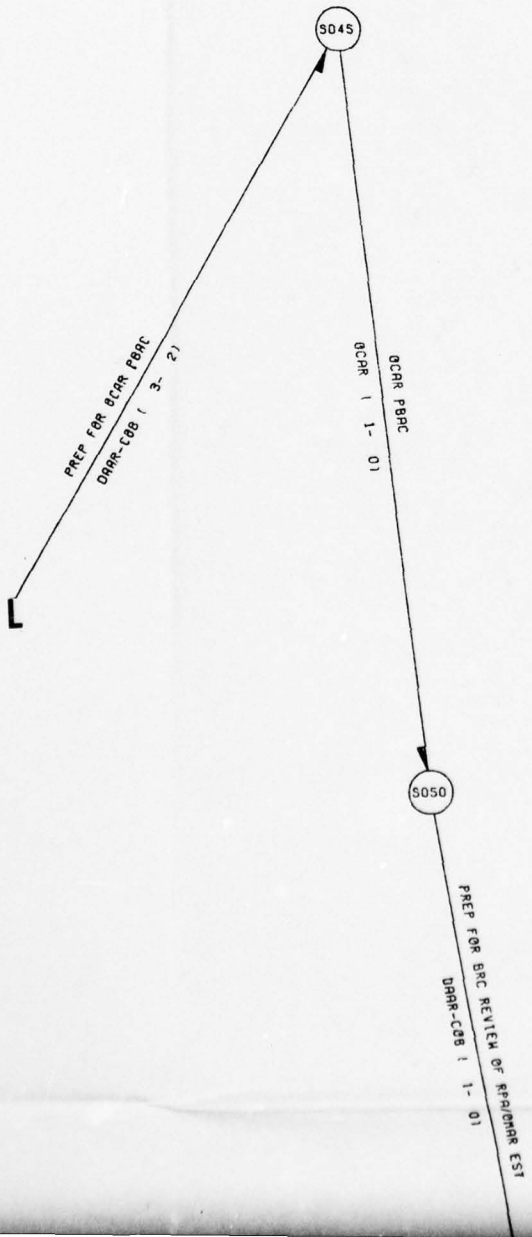 S045
PREP FOR OCAR PBAC
DAAR-COB ( 3- 2)
OCAR PBAC
OCAR ( 1- 0)
L
S050
PREP FOR BRC REVIEW OF RPA/OMAR EST
DAAR-COB ( 1- 0)